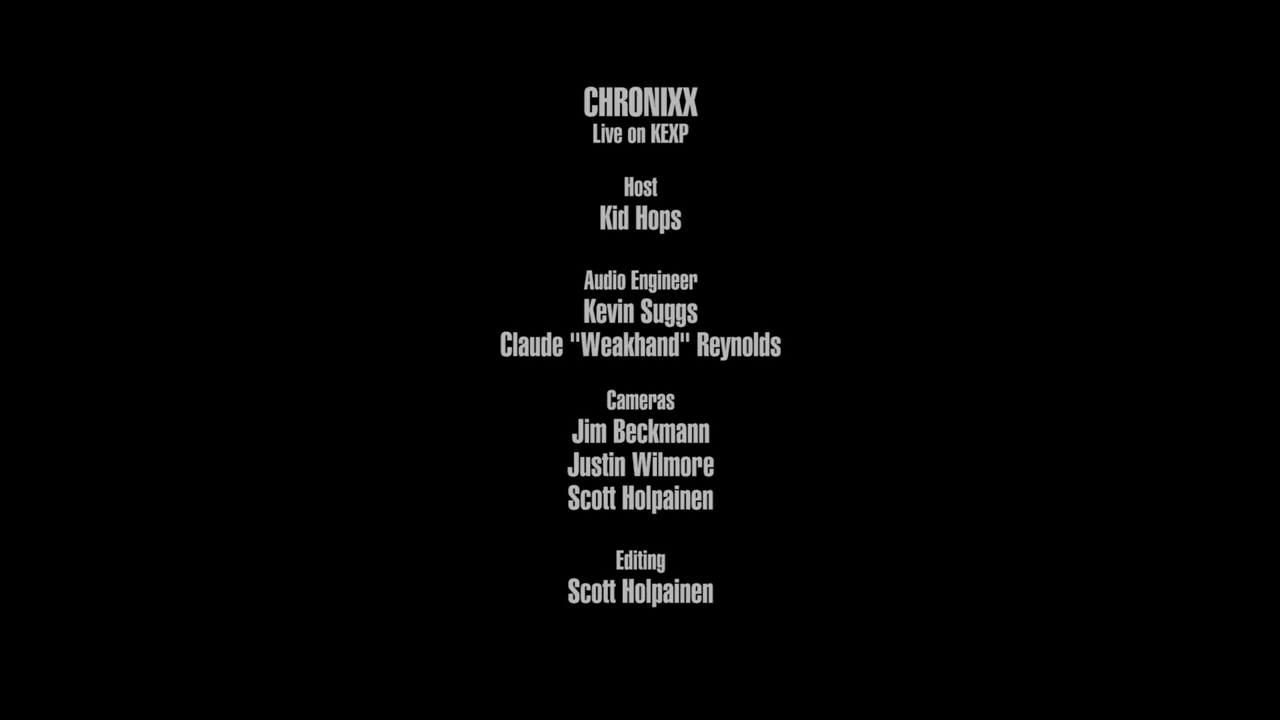 CHRONIXX
Live on KEXP
Host
Kid Hops
Audio Engineer
Kevin Suggs
Claude "Weakhand" Reynolds
Cameras
Jim Beckmann
Justin Wilmore
Scott Holpainen
Editing
Scott Holpainen